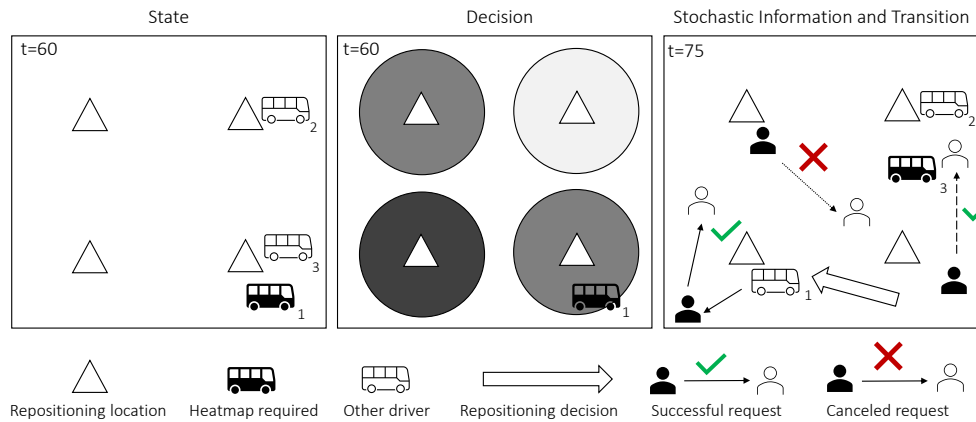 State
Decision
Stochastic Information and Transition
t=60
t=60
t=75
2
2
3
3
1
1
1
Repositioning location
Heatmap required
Other driver
Repositioning decision
Successful request
Canceled request